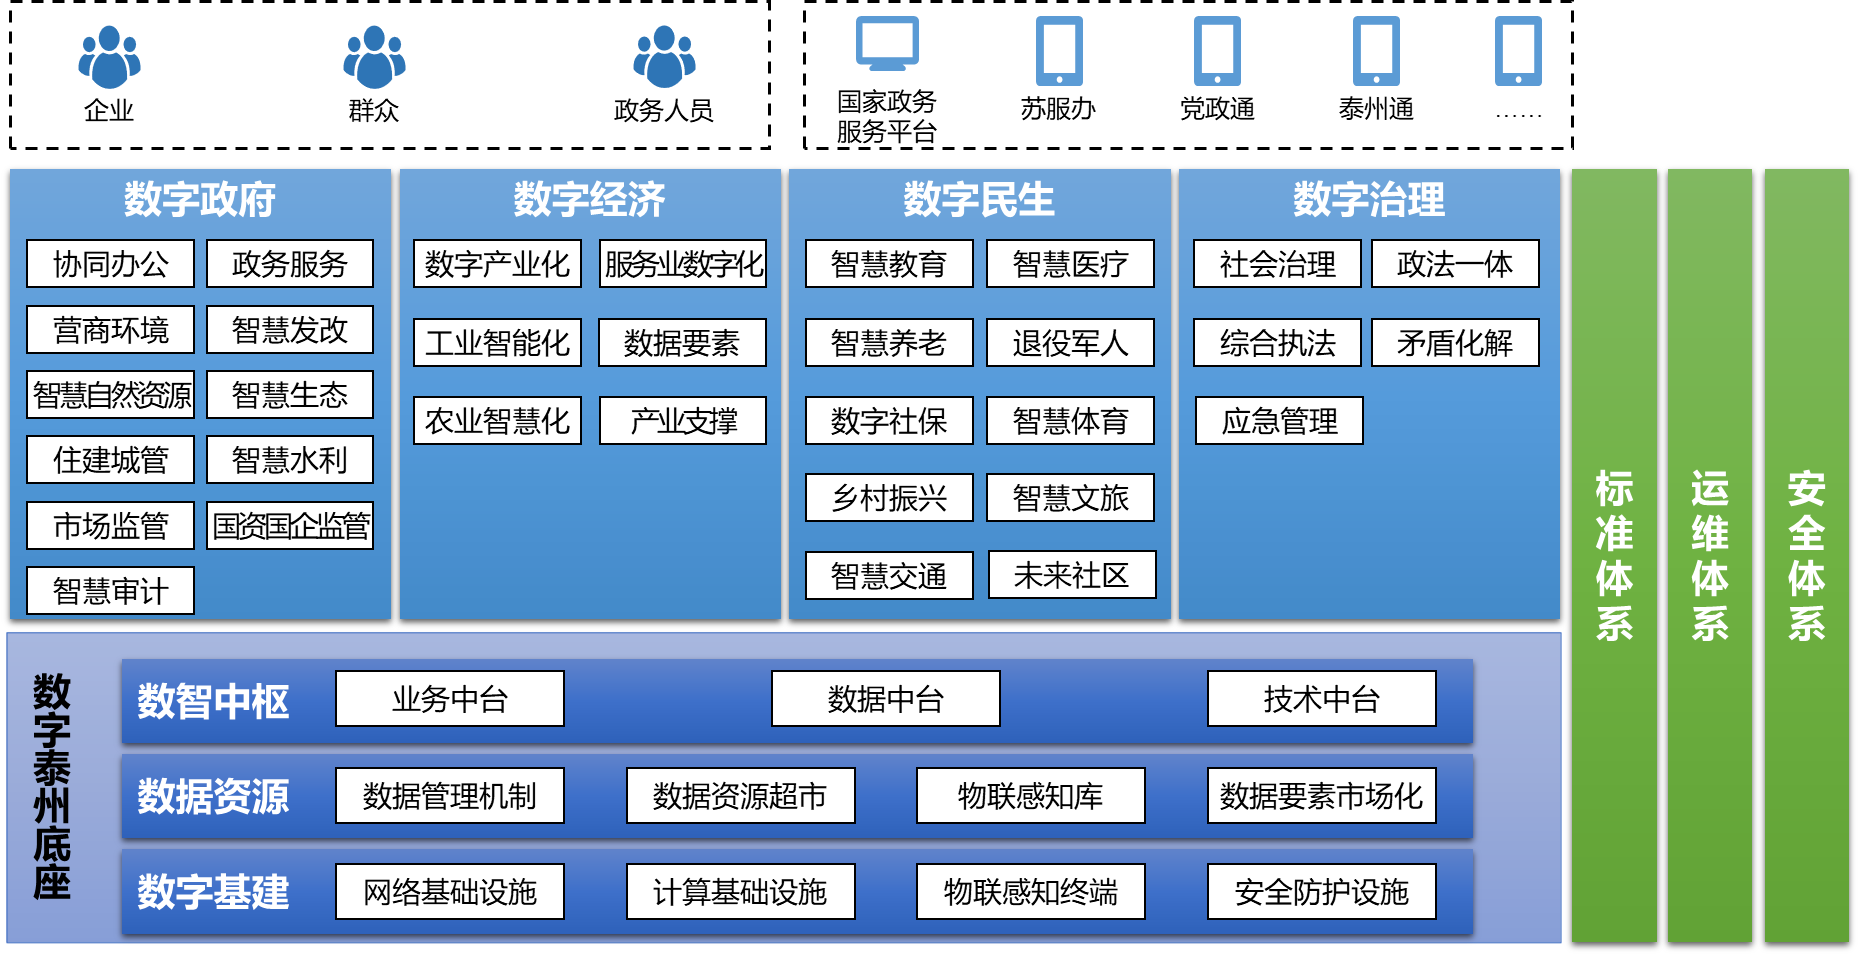 企业
群众
政务人员
国家政务
服务平台
苏服办
党政通
泰州通
……
数字政府
协同办公
政务服务
营商环境
智慧发改
智慧自然资源
智慧生态
住建城管
智慧水利
市场监管
国资国企监管
智慧审计
数字经济
数字产业化
服务业数字化
工业智能化
数据要素
农业智慧化
产业支撑
数字民生
智慧教育
智慧医疗
智慧养老
退役军人
数字社保
智慧体育
乡村振兴
智慧文旅
智慧交通
未来社区
数字治理
社会治理
政法一体
综合执法
矛盾化解
应急管理
标准体系
运维体系
安全体系
数字泰州底座
数智中枢
业务中台
数据中台
技术中台
数据资源
数据管理机制
数据资源超市
物联感知库
数据要素市场化
数字基建
网络基础设施
计算基础设施
物联感知终端
安全防护设施